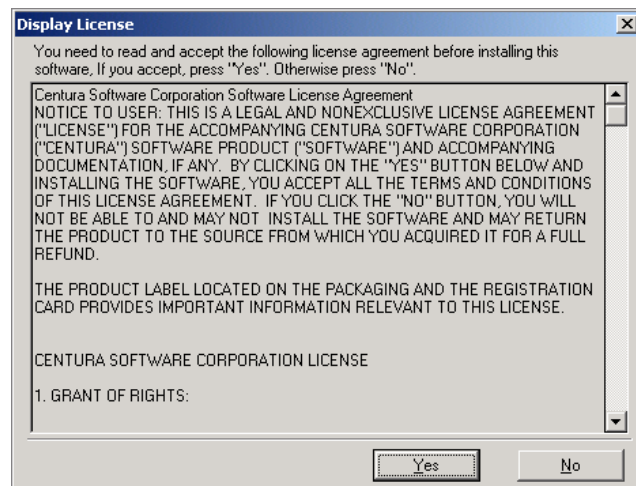 Display License
You need to read and accept the following license agreement before installing this
software, If you accept, press "Yes". Otherwise press "No".
Centura Software Corporation Software License Agreement
NOTICE TO USER: THIS IS A LEGAL AND NONEXCLUSIVE LICENSE AGREEMENT
("LICENSE") FOR THE ACCOMPANYING CENTURA SOFTWARE CORPORATION
("CENTURA") SOFTWARE PRODUCT ("SOFTWARE") AND ACCOMPANYING
DOCUMENTATION, IF ANY.  BY CLICKING ON THE "YES" BUTTON BELOW AND
INSTALLING THE SOFTWARE, YOU ACCEPT ALL THE TERMS AND CONDITIONS
OF THIS LICENSE AGREEMENT.  IF YOU CLICK THE "NO" BUTTON, YOU WILL
NOT BE ABLE TO AND MAY NOT  INSTALL THE SOFTWARE AND MAY RETURN
THE PRODUCT TO THE SOURCE FROM WHICH YOU ACQUIRED IT FOR A FULL
REFUND.
THE PRODUCT LABEL LOCATED ON THE PACKAGING AND THE REGISTRATION
CARD PROVIDES IMPORTANT INFORMATION RELEVANT TO THIS LICENSE.
CENTURA SOFTWARE CORPORATION LICENSE
1. GRANT OF RIGHTS:
Yes
No